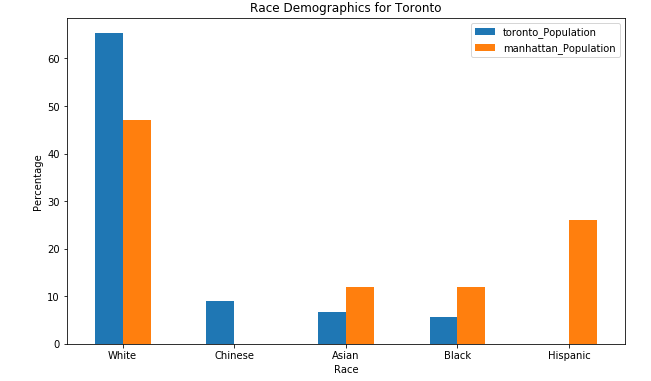 Race Demographics for Toronto
toronto_Population
manhattan_Population
Percentage
60
50
40
30
20
10
0
White Chinese Asian Black Hispanic
Race